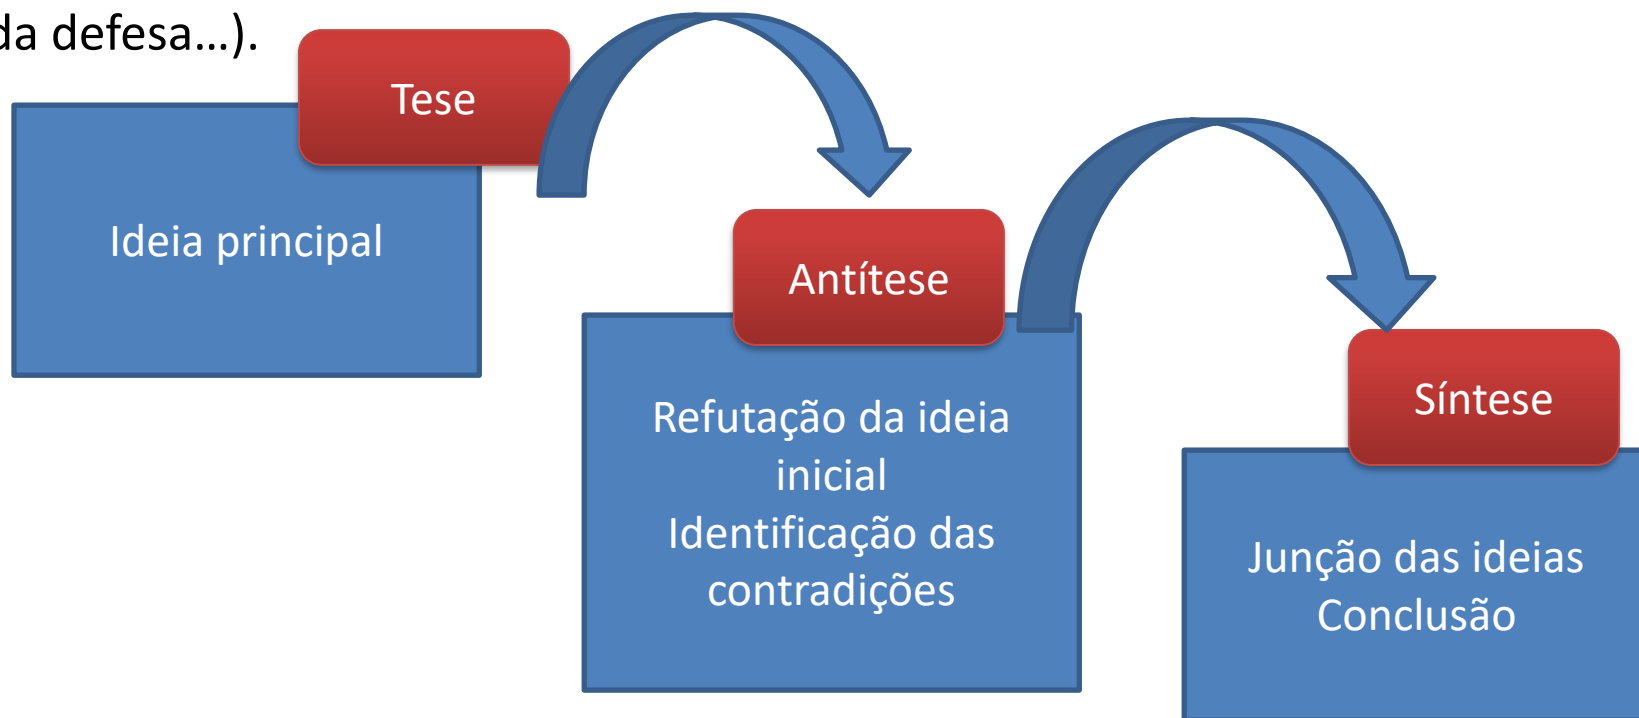 da defesa...).
Tese
Ideia principal
Antítese
Refutação da ideia
inicial
Identificação das
contradições
Síntese
Junção das ideias
Conclusão